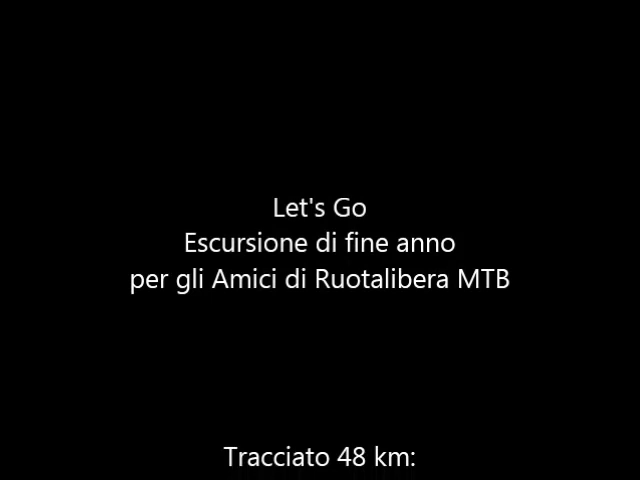 Let's Go
Escursione di fine anno
per gli Amici di Ruotalibera MTB
Tracciato 48 km: